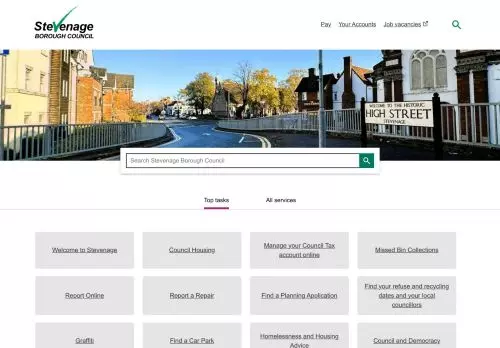 Stevenage
BOROUGH COUNCIL
Pay Your Accounts Job vacancies
WELCOME TO THE HISTORIC
HIGH STREET
STEVENAGE
Search Stevenage Borough Council
Top tasks All services
Welcome to Stevenage
Council Housing
Manage your Council Tax
account online
Missed Bin Collections
Report Online
Report a Repair
Find a Planning Application
Find your refuse and recycling
dates and your local
councillors
Graffiti
Find a Car Park
Homelessness and Housing
Advice
Council and Democracy